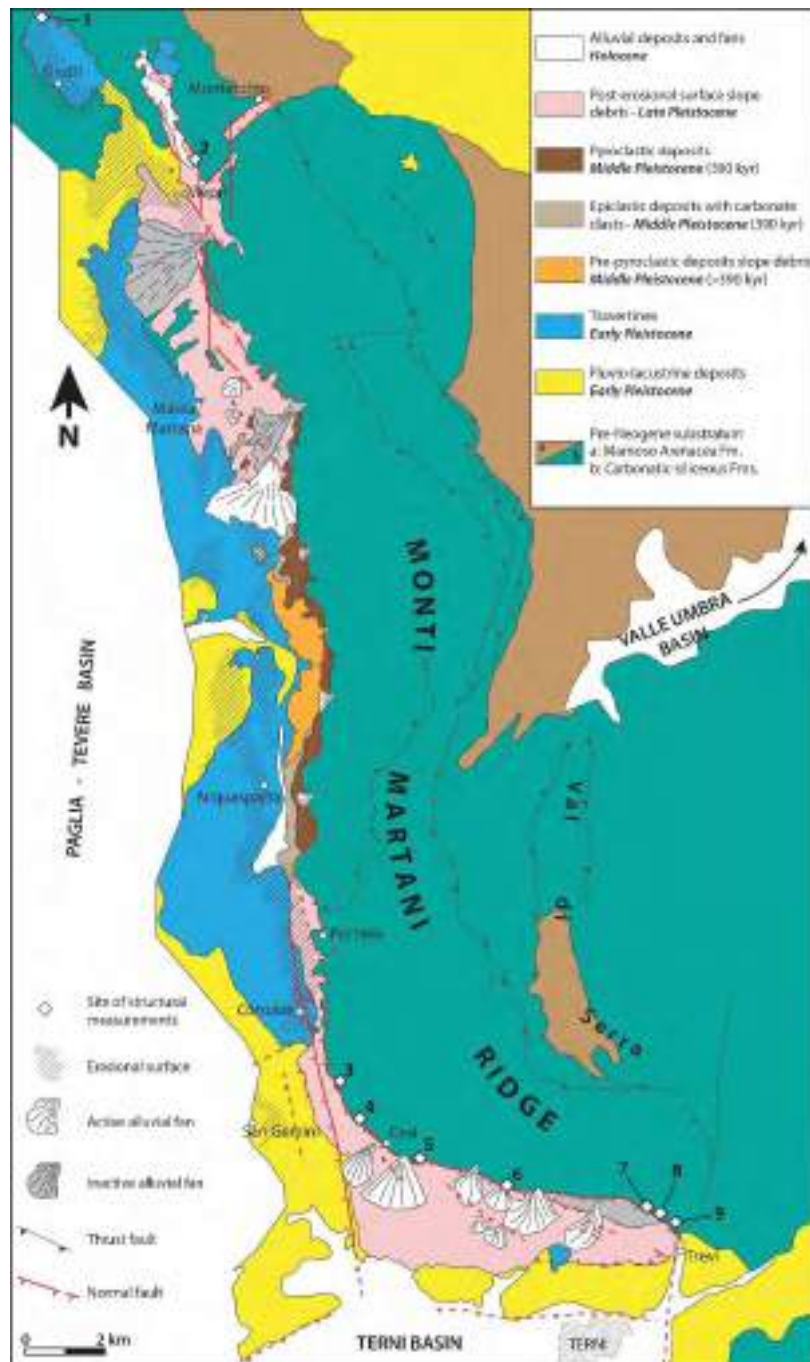 1
Alluvial deposits and fans
Holocene
Post-erosional surface slope
debris - Late Pleistocene
Pyroclastic deposits
Middle Pleistocene (390 kyr)
Epiclastic deposits with carbonate
clasts - Middle Pleistocene (390 kyr)
Pre-pyroclastic deposits slope debris
Middle Pleistocene (>390 kyr)
Travertines
Early Pleistocene
Fluvio-lacustrine deposits
Early Pleistocene
Pre-Neogene substratum
a: Marnoso Arenacea Fm.
b: Carbonatic-siliceous Fms.
2
N
Massa
Martana
MONTI
MARTANI
RIDGE
VALLE UMBRA
BASIN
PAGLIA - TEVERE BASIN
Acquasparta
Val
di
Serra
Portaria
San Gemini
Cesi
3
4
5
6
7
8
9
Site of structural
measurements
Erosional surface
Active alluvial fan
Inactive alluvial fan
Thrust fault
Normal fault
0 2 km
TERNI BASIN
TERNI